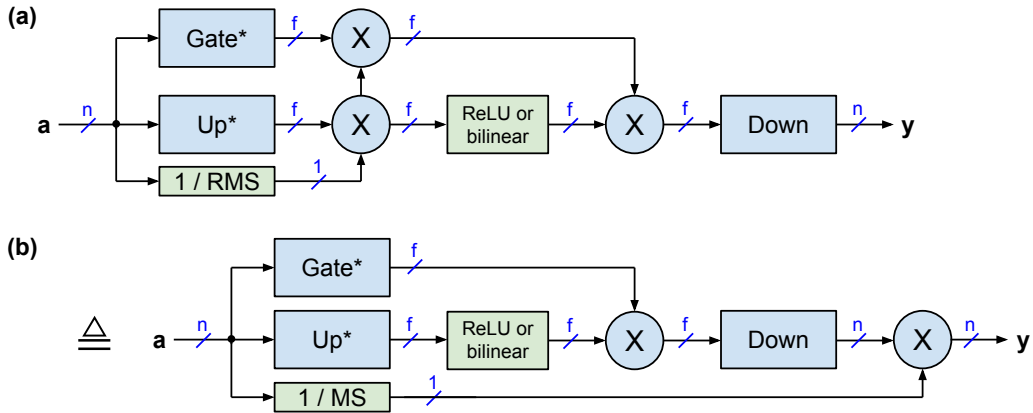 (a)
Gate* f X f
a n Up* f X f ReLU or
bilinear f X f Down n y
1 / RMS 1
(b)
Gate* f
≜ a n Up* f ReLU or
bilinear f X f Down n X n y
1 / MS 1